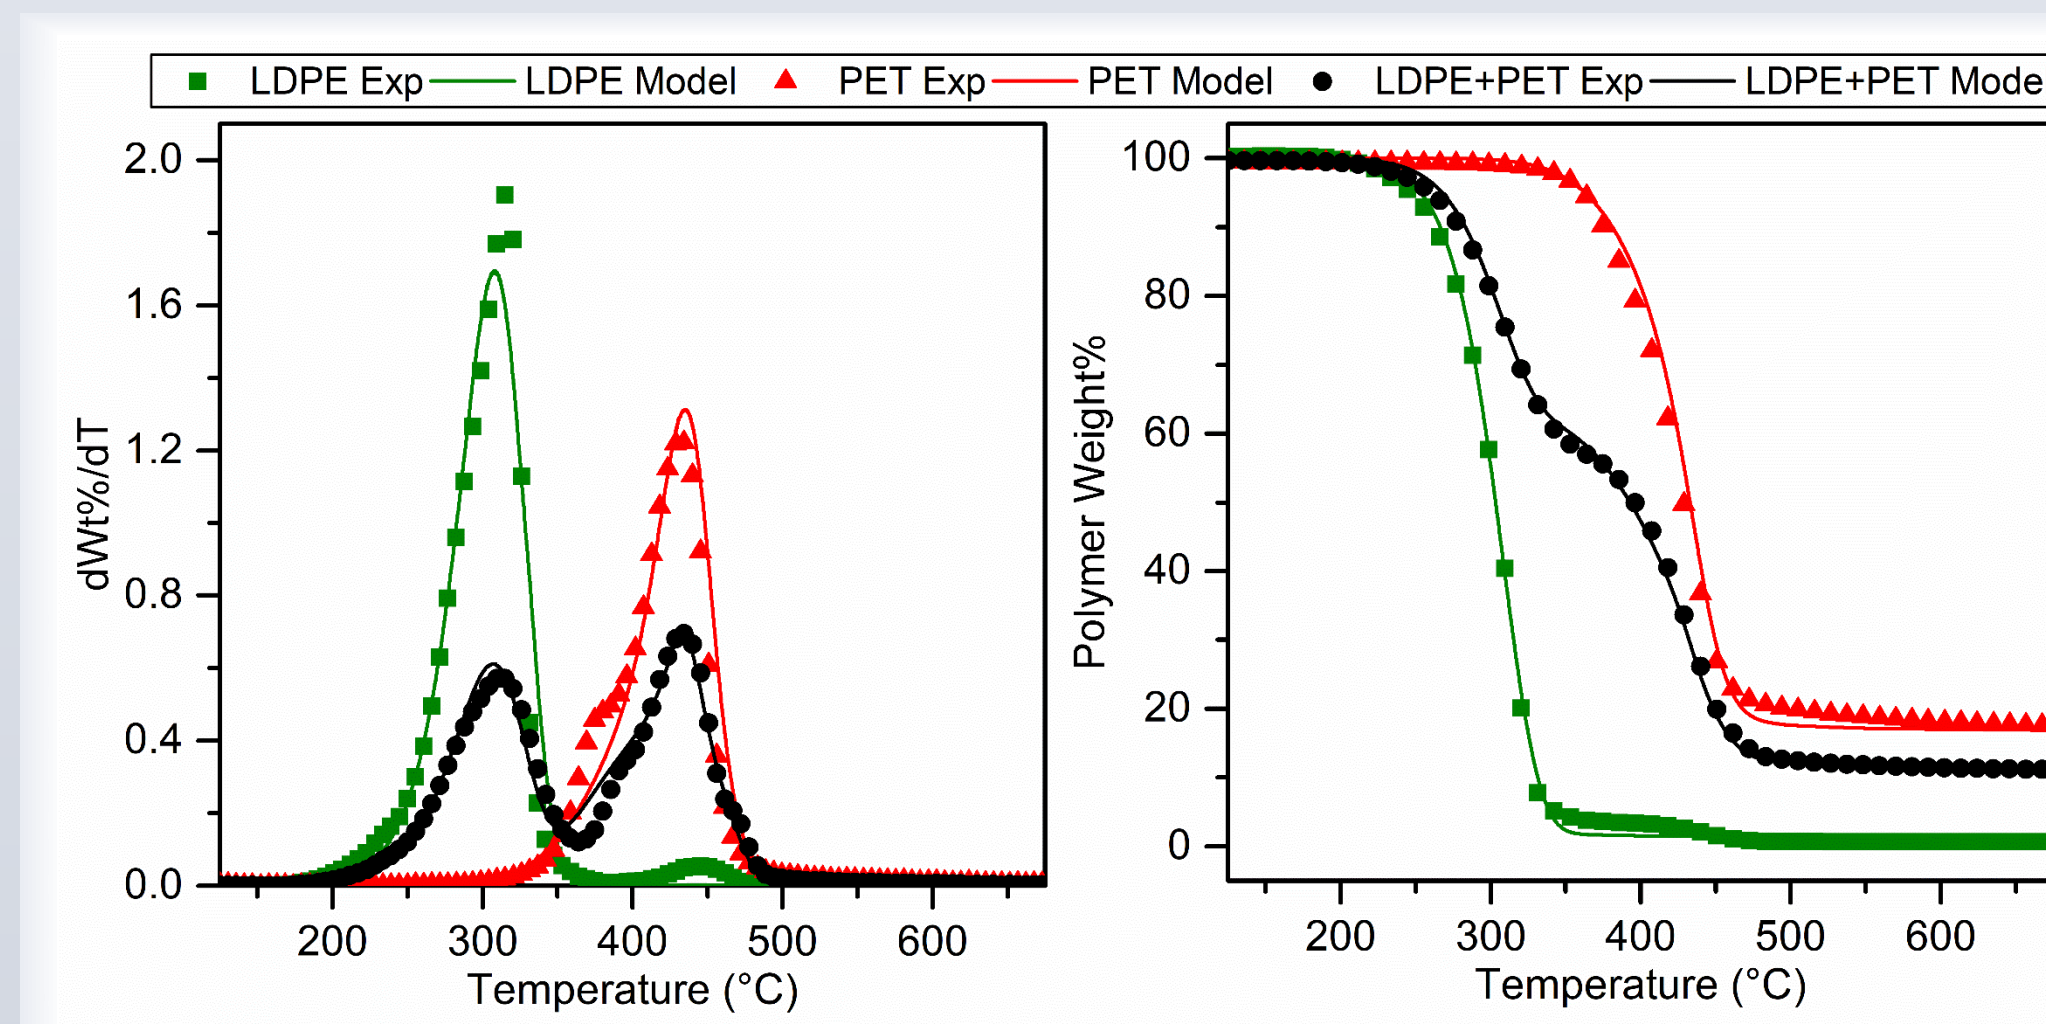 LDPE Exp LDPE Model PET Exp PET Model LDPE+PET Exp LDPE+PET Mode
2.0
1.6
1.2
0.8
0.4
0.0
dWt%/dT
200 300 400 500 600
Temperature (°C)
100
80
60
40
20
0
Polymer Weight%
200 300 400 500 600
Temperature (°C)